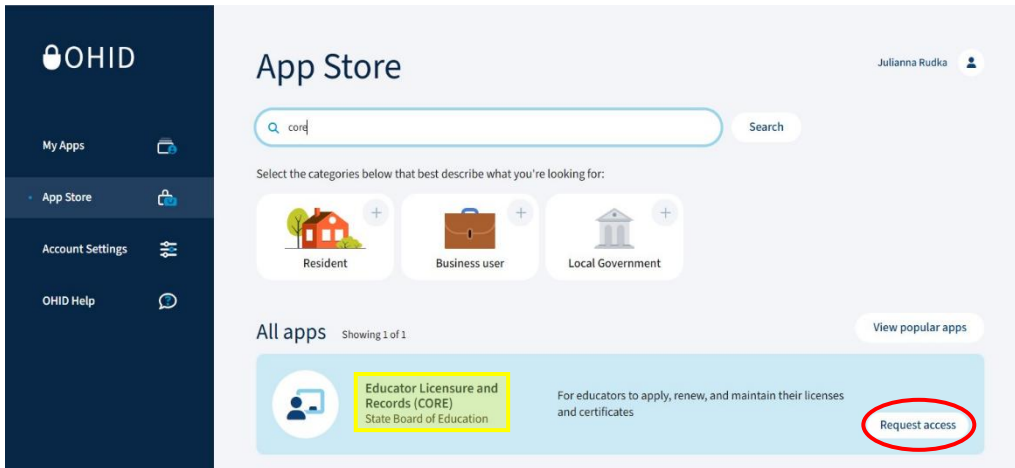 OHID
My Apps
App Store
Account Settings
OHID Help
App Store
Julianna Rudka
core
Search
Select the categories below that best describe what you're looking for:
Resident
Business user
Local Government
All apps
Showing 1 of 1
View popular apps
Educator Licensure and
Records (CORE)
State Board of Education
For educators to apply, renew, and maintain their licenses
and certificates
Request access